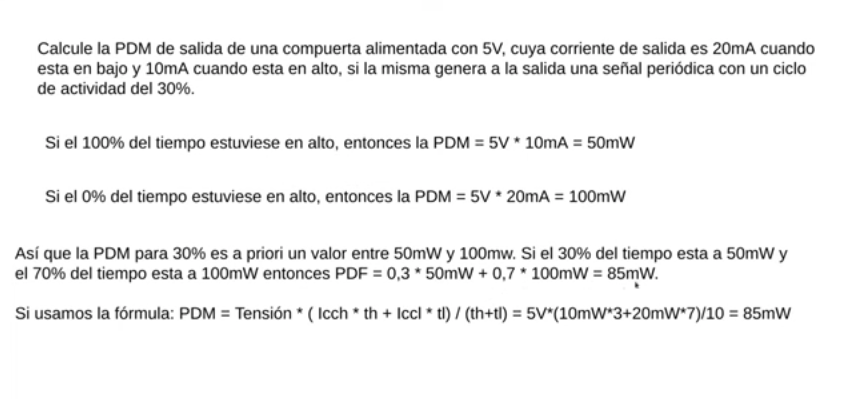 Calcule la PDM de salida de una compuerta alimentada con 5V, cuya corriente de salida es 20mA cuando
esta en bajo y 10mA cuando esta en alto, si la misma genera a la salida una señal periódica con un ciclo
de actividad del 30%.
Si el 100% del tiempo estuviese en alto, entonces la PDM = 5V * 10mA = 50mW
Si el 0% del tiempo estuviese en alto, entonces la PDM = 5V * 20mA = 100mW
Así que la PDM para 30% es a priori un valor entre 50mW y 100mw. Si el 30% del tiempo esta a 50mW y
el 70% del tiempo esta a 100mW entonces PDF = 0,3 * 50mW + 0,7 * 100mW = 85mW.
Si usamos la fórmula: PDM = Tensión * ( Icch * th + Iccl * tl) / (th+tl) = 5V*(10mW*3+20mW*7)/10 = 85mW